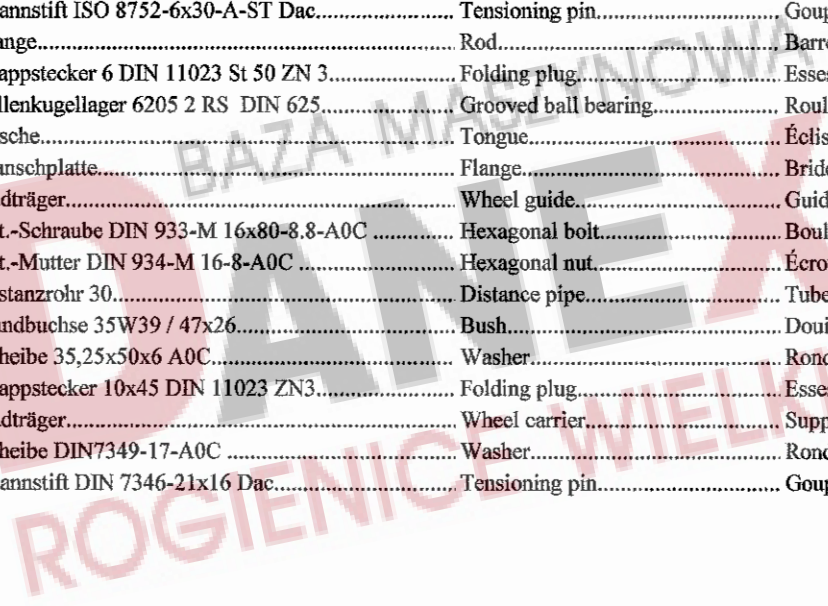 annstift ISO 8752-6x30-A-ST Dac.................... Tensioning pin........................... Goup
ange.................................................................... Rod.......................................... Barre
appstecker 6 DIN 11023 St 50 ZN 3................... Folding plug............................. Esse
llenkugellager 6205 2 RS DIN 625..................... Grooved ball bearing.................. Roul
sche.................................................................... Tongue..................................... Éclis
anschplatte......................................................... Flange...................................... Bride
dträger................................................................ Wheel guide............................. Guid
t.-Schraube DIN 933-M 16x80-8.8-A0C ............ Hexagonal bolt.......................... Boul
t.-Mutter DIN 934-M 16-8-A0C ....................... Hexagonal nut........................... Écro
stanzrohr 30........................................................ Distance pipe............................ Tube
ndbuchse 35W39 / 47x26................................... Bush......................................... Doui
heibe 35,25x50x6 A0C....................................... Washer..................................... Rond
appstecker 10x45 DIN 11023 ZN3..................... Folding plug............................. Esse
dträger................................................................ Wheel carrier............................ Supp
heibe DIN7349-17-A0C ................................... Washer..................................... Rond
annstift DIN 7346-21x16 Dac............................ Tensioning pin.......................... Goup
BAZA MASZYNOWA
DANEX
ROGIENICE WIELKI